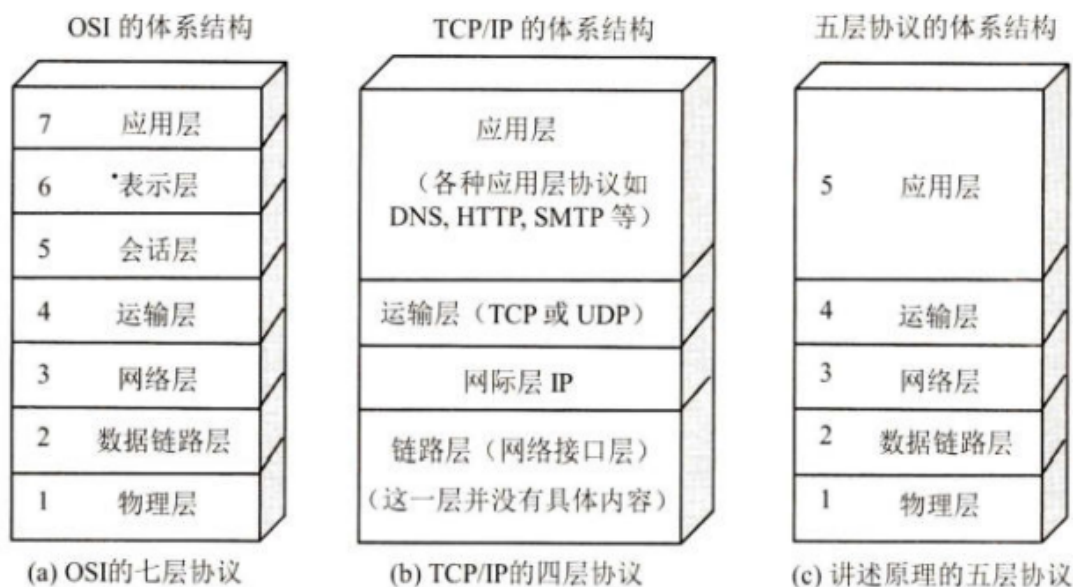 OSI 的体系结构
7 应用层
6 表示层
5 会话层
4 运输层
3 网络层
2 数据链路层
1 物理层
(a) OSI的七层协议
TCP/IP 的体系结构
应用层
（各种应用层协议如
DNS, HTTP, SMTP 等）
运输层（TCP 或 UDP）
网际层 IP
链路层（网络接口层）
（这一层并没有具体内容）
(b) TCP/IP的四层协议
五层协议的体系结构
5 应用层
4 运输层
3 网络层
2 数据链路层
1 物理层
(c) 讲述原理的五层协议